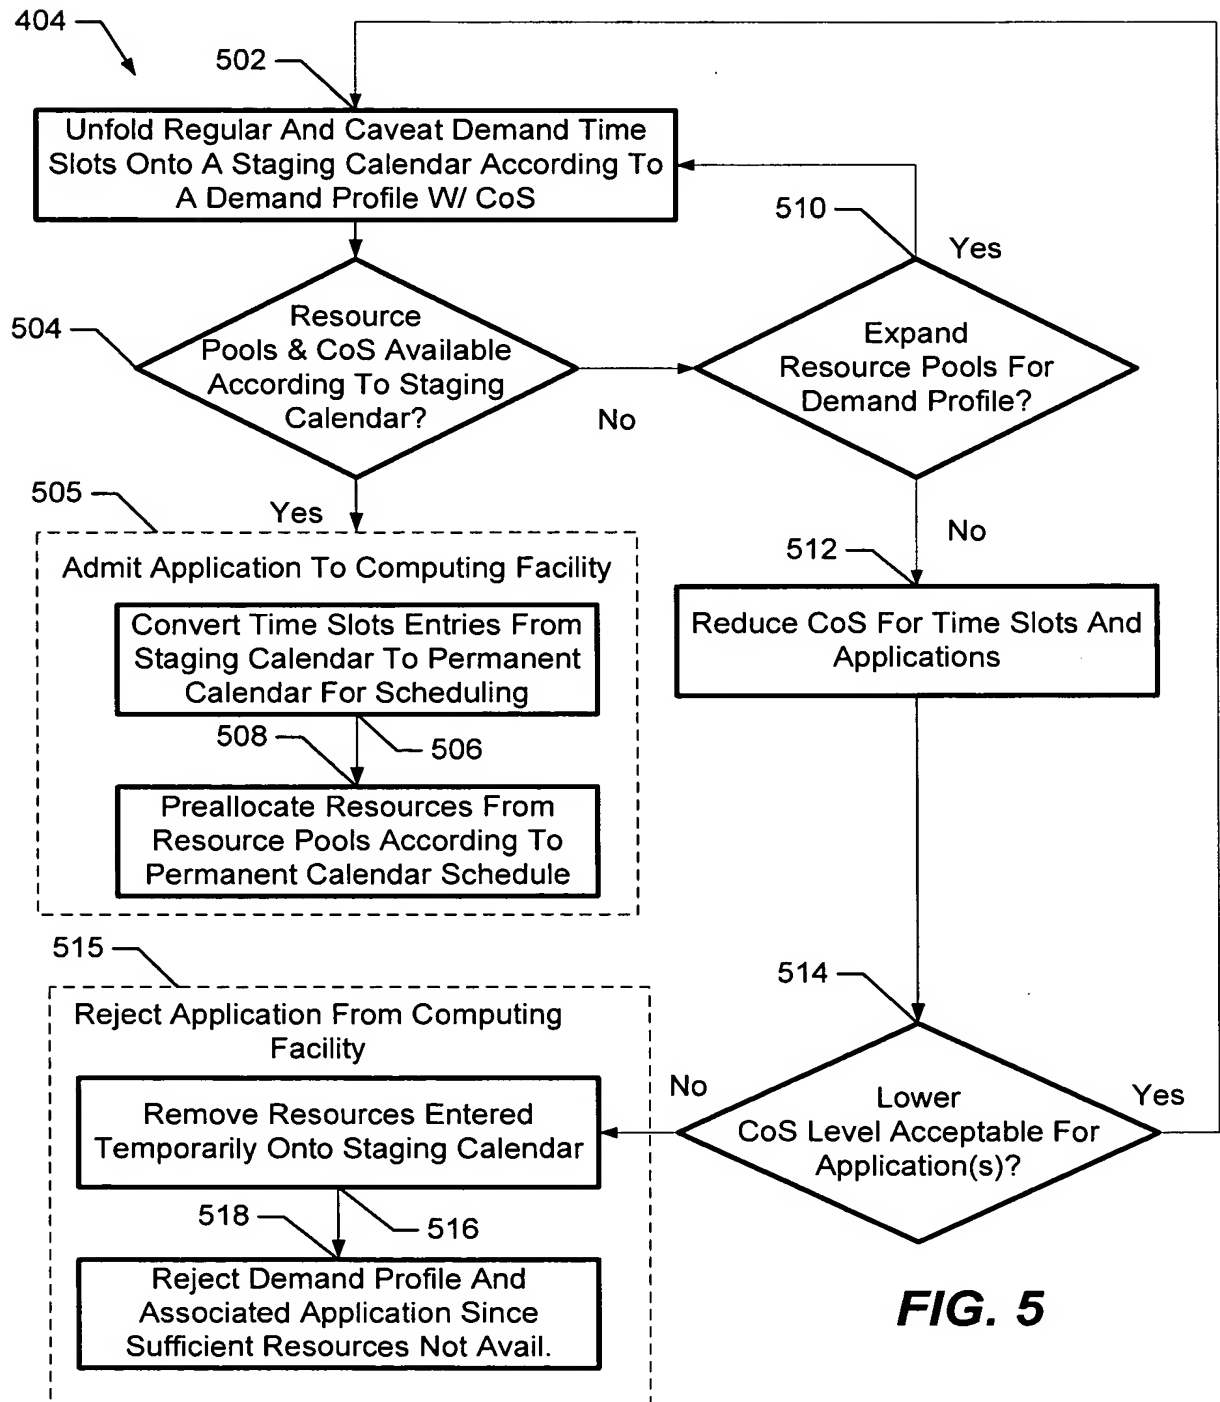 404
502
Unfold Regular And Caveat Demand Time
Slots Onto A Staging Calendar According To
A Demand Profile W/ CoS
510
Yes
504
Resource
Pools & CoS Available
According To Staging
Calendar?
No
Expand
Resource Pools For
Demand Profile?
505
Yes
No
512
Admit Application To Computing Facility
Convert Time Slots Entries From
Staging Calendar To Permanent
Calendar For Scheduling
Reduce CoS For Time Slots And
Applications
508
506
Preallocate Resources From
Resource Pools According To
Permanent Calendar Schedule
515
514
Reject Application From Computing
Facility
No
Yes
Remove Resources Entered
Temporarily Onto Staging Calendar
Lower
CoS Level Acceptable For
Application(s)?
518
516
Reject Demand Profile And
Associated Application Since
Sufficient Resources Not Avail.
FIG. 5